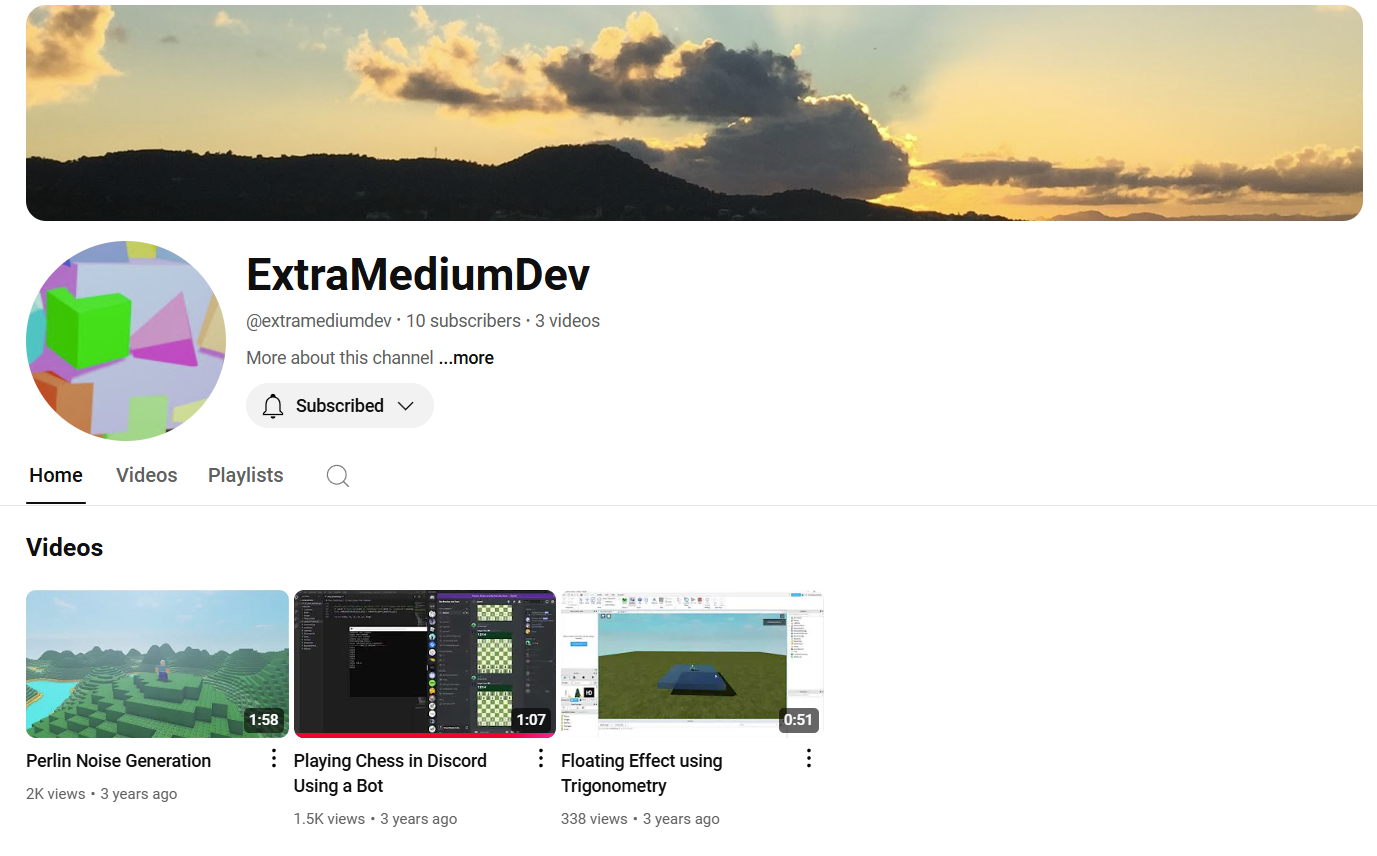 ExtraMediumDev
@extramediumdev • 10 subscribers • 3 videos
More about this channel ...more
Subscribed
Home Videos Playlists
Videos
1:58
1:07
0:51
Perlin Noise Generation
2K views • 3 years ago
Playing Chess in Discord
Using a Bot
1.5K views • 3 years ago
Floating Effect using
Trigonometry
338 views • 3 years ago